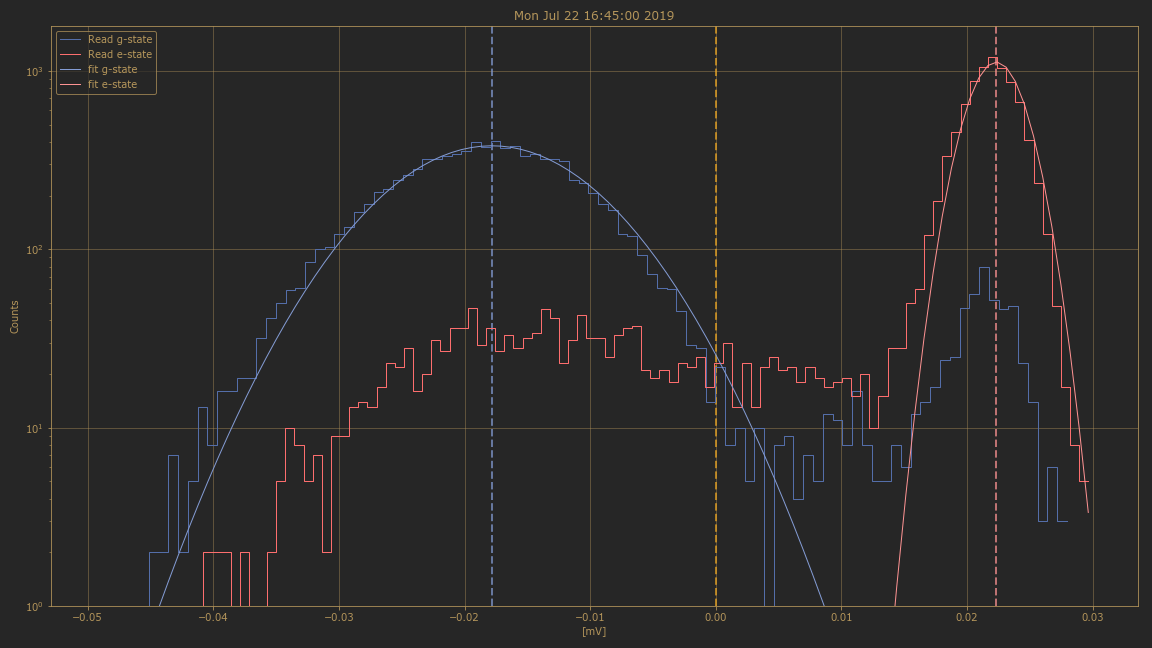 Mon Jul 22 16:45:00 2019
Read g-state
Read e-state
fit g-state
fit e-state
10³
10²
10¹
10⁰
Counts
−0.05 −0.04 −0.03 −0.02 −0.01 0.00 0.01 0.02 0.03
[mV]